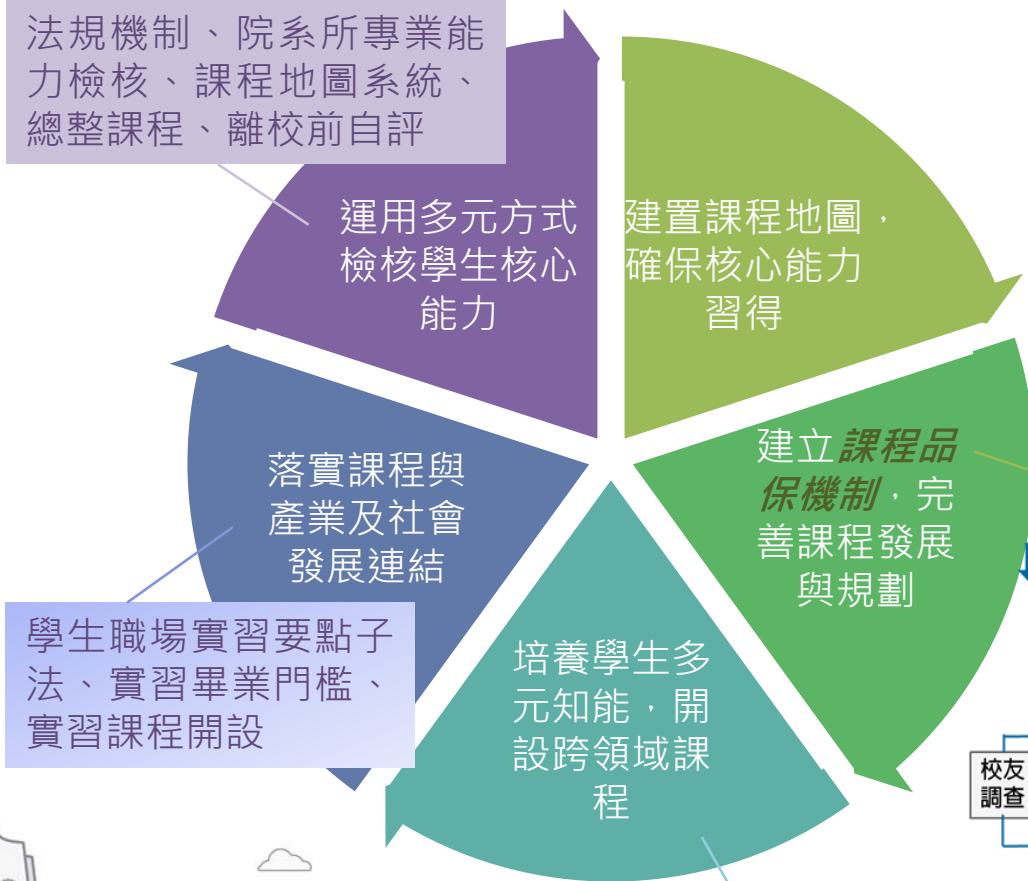 法規機制、院系所專業能
力檢核、課程地圖系統、
總整課程、離校前自評
運用多元方式
檢核學生核心
能力
建置課程地圖，
確保核心能力
習得
建立課程品
保機制，完
善課程發展
與規劃
落實課程與
產業及社會
發展連結
學生職場實習要點子
法、實習畢業門檻、
實習課程開設
培養學生多
元知能，開
設跨領域課
程
校友
調查